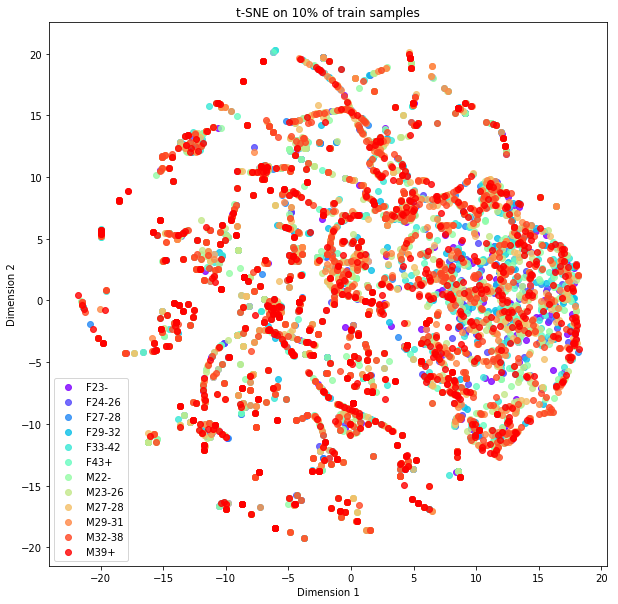 t-SNE on 10% of train samples
Dimension 2
20
15
10
5
0
−5
−10
−15
−20
F23-
F24-26
F27-28
F29-32
F33-42
F43+
M22-
M23-26
M27-28
M29-31
M32-38
M39+
−20 −15 −10 −5 0 5 10 15 20
Dimension 1